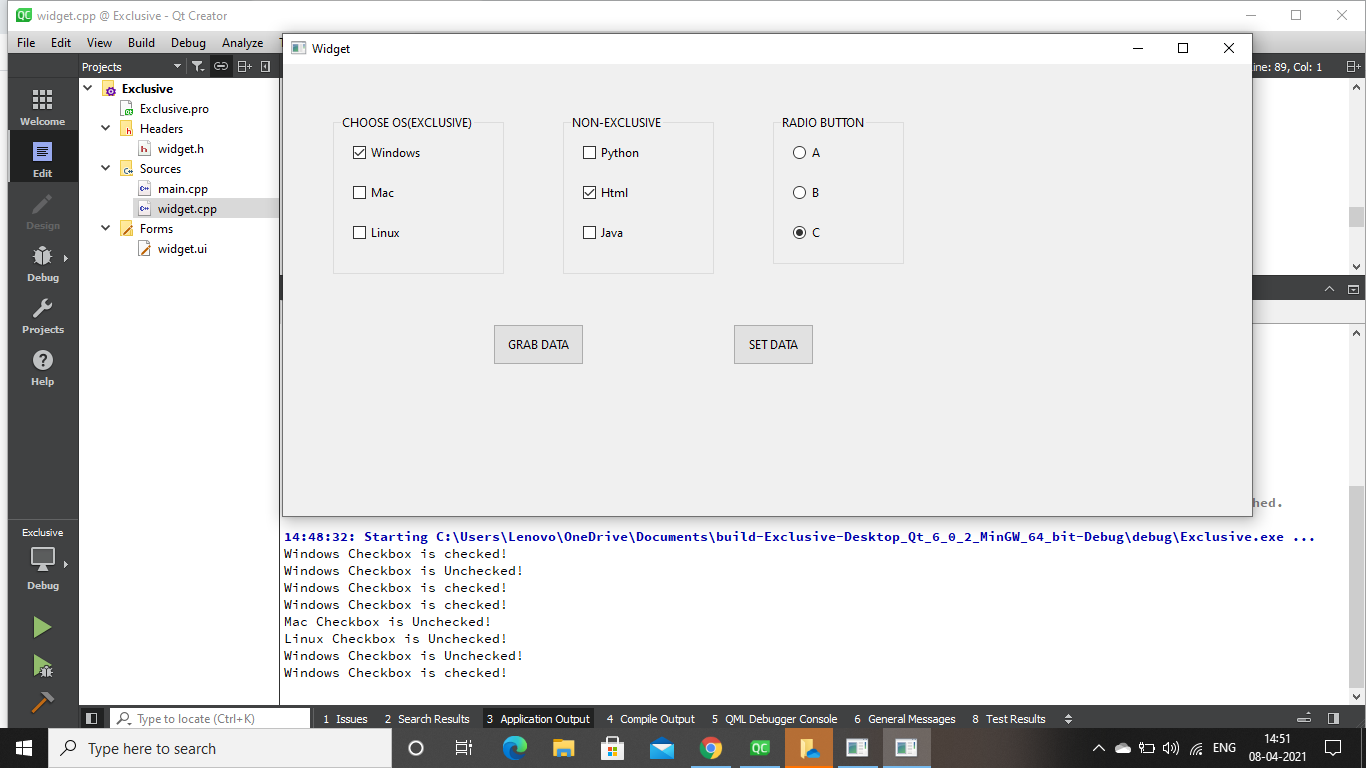 widget.cpp @ Exclusive - Qt Creator
File Edit View Build Debug Analyze
Widget
Projects
ine: 89, Col: 1
Welcome
Edit
Design
Debug
Projects
Help
Exclusive
Debug
Exclusive
Exclusive.pro
Headers
widget.h
Sources
main.cpp
widget.cpp
Forms
widget.ui
CHOOSE OS(EXCLUSIVE)
Windows
Mac
Linux
NON-EXCLUSIVE
Python
Html
Java
RADIO BUTTON
A
B
C
GRAB DATA SET DATA
hed.
14:48:32: Starting C:\Users\Lenovo\OneDrive\Documents\build-Exclusive-Desktop_Qt_6_0_2_MinGW_64_bit-Debug\debug\Exclusive.exe ...
Windows Checkbox is checked!
Windows Checkbox is Unchecked!
Windows Checkbox is checked!
Windows Checkbox is checked!
Mac Checkbox is Unchecked!
Linux Checkbox is Unchecked!
Windows Checkbox is Unchecked!
Windows Checkbox is checked!
Type to locate (Ctrl+K) 1 Issues 2 Search Results 3 Application Output 4 Compile Output 5 QML Debugger Console 6 General Messages 8 Test Results
Type here to search
ENG
14:51
08-04-2021